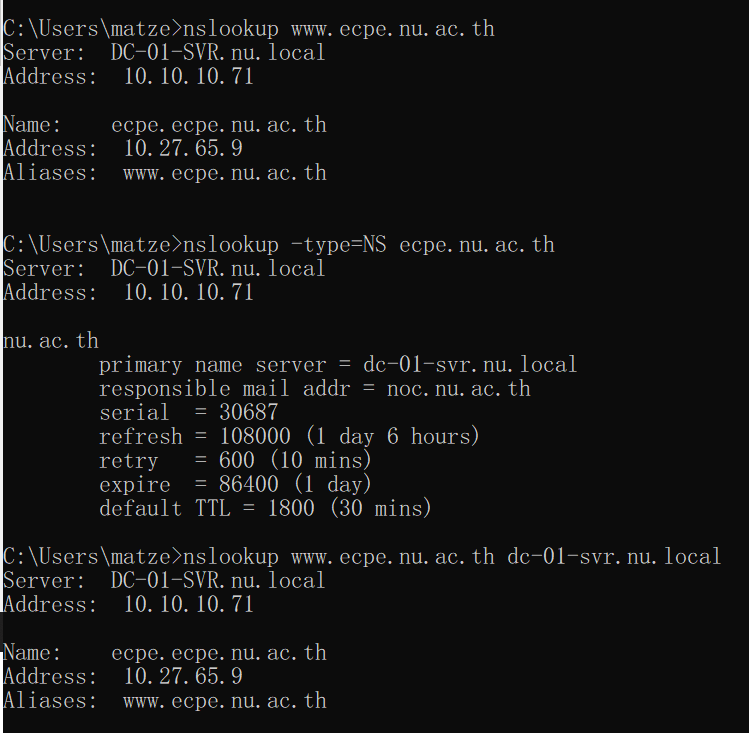 C:\Users\matze>nslookup www.ecpe.nu.ac.th
Server:  DC-01-SVR.nu.local
Address:  10.10.10.71

Name:    ecpe.ecpe.nu.ac.th
Address:  10.27.65.9
Aliases:  www.ecpe.nu.ac.th

C:\Users\matze>nslookup -type=NS ecpe.nu.ac.th
Server:  DC-01-SVR.nu.local
Address:  10.10.10.71

nu.ac.th
        primary name server = dc-01-svr.nu.local
        responsible mail addr = noc.nu.ac.th
        serial  = 30687
        refresh = 108000 (1 day 6 hours)
        retry   = 600 (10 mins)
        expire  = 86400 (1 day)
        default TTL = 1800 (30 mins)

C:\Users\matze>nslookup www.ecpe.nu.ac.th dc-01-svr.nu.local
Server:  DC-01-SVR.nu.local
Address:  10.10.10.71

Name:    ecpe.ecpe.nu.ac.th
Address:  10.27.65.9
Aliases:  www.ecpe.nu.ac.th